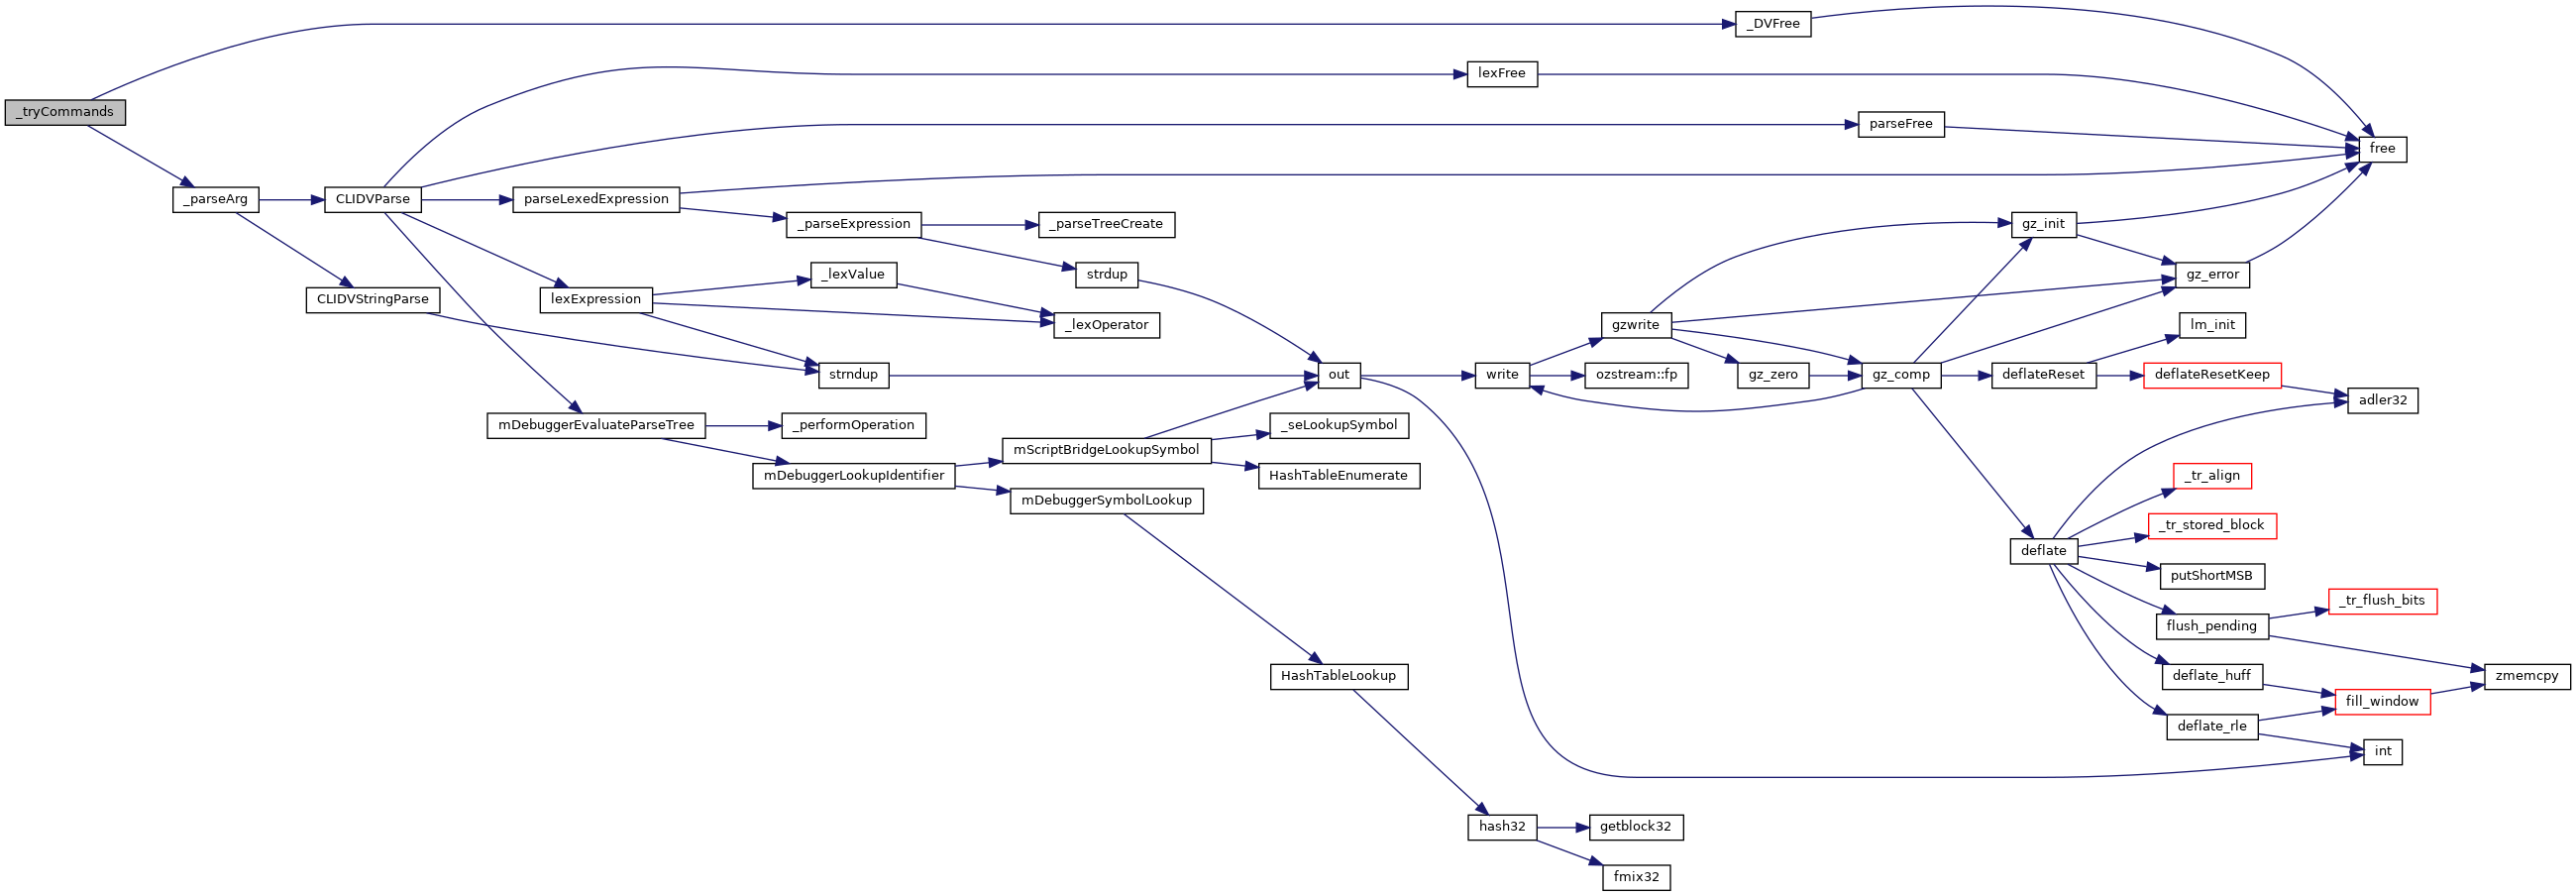 _tryCommands
_DVFree
lexFree
parseFree
free
_parseArg
CLIDVParse
parseLexedExpression
_parseExpression
_parseTreeCreate
strdup
CLIDVStringParse
lexExpression
_lexValue
_lexOperator
strndup
mDebuggerEvaluateParseTree
_performOperation
mDebuggerLookupIdentifier
mScriptBridgeLookupSymbol
_seLookupSymbol
HashTableEnumerate
mDebuggerSymbolLookup
HashTableLookup
hash32
getblock32
fmix32
out
write
gzwrite
ozstream::fp
gz_zero
gz_comp
gz_init
gz_error
lm_init
deflateReset
deflateResetKeep
adler32
deflate
_tr_align
_tr_stored_block
putShortMSB
flush_pending
_tr_flush_bits
deflate_huff
deflate_rle
fill_window
zmemcpy
int